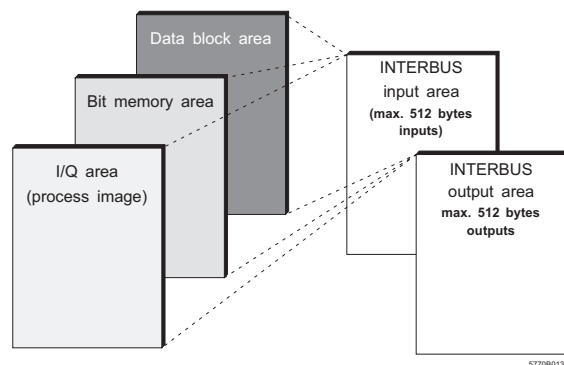 Data block area
Bit memory area
I/Q area
(process image)
INTERBUS
input area
(max. 512 bytes
inputs)
INTERBUS
output area
max. 512 bytes
outputs
5770B013